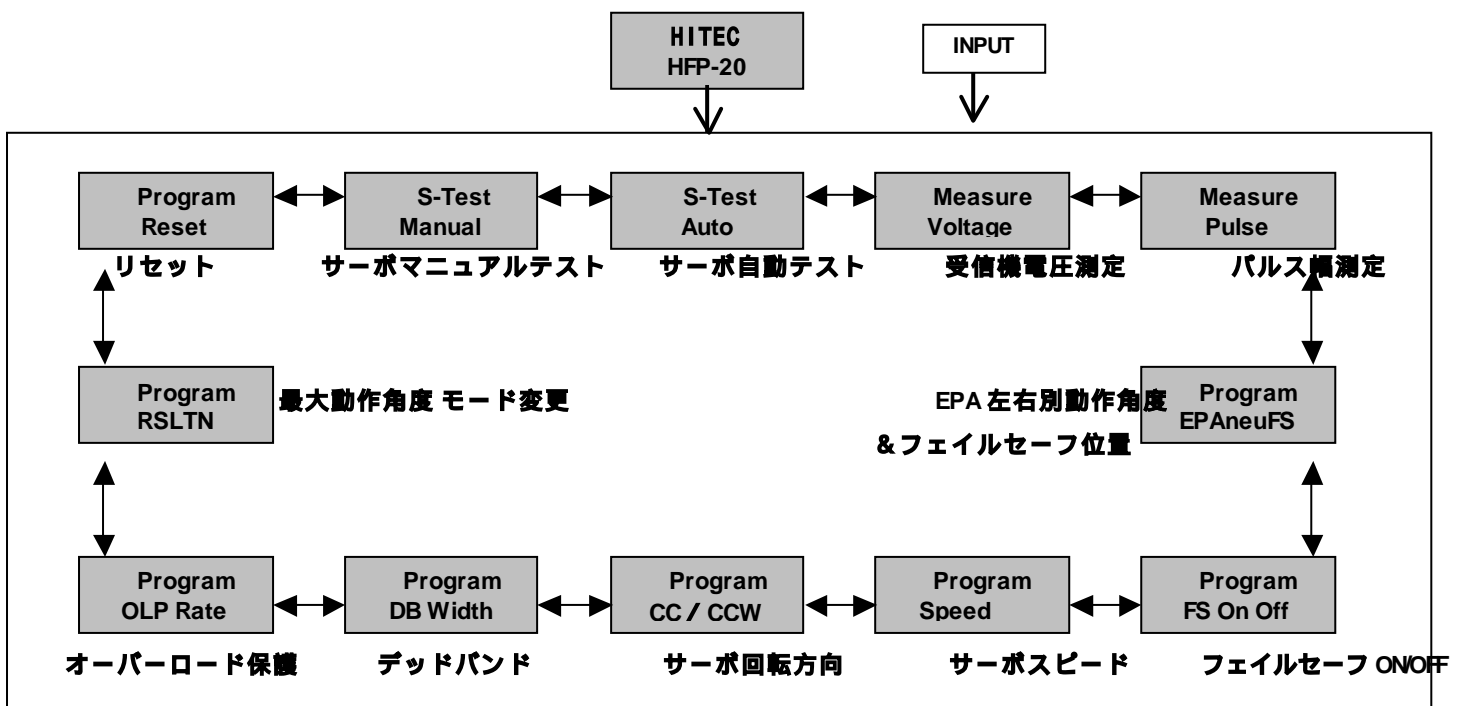 HITEC
HFP-20
INPUT
Program
Reset
S-Test
Manual
S-Test
Auto
Measure
Voltage
Measure
Pulse
リセット
サーボマニュアルテスト
サーボ自動テスト
受信機電圧測定
パルス幅測定
Program
RSLTN
最大動作角度 モード変更
EPA 左右別動作角度
&フェイルセーフ位置
Program
EPAneuFS
Program
OLP Rate
Program
DB Width
Program
CC/CCW
Program
Speed
Program
FS On Off
オーバーロード保護
デッドバンド
サーボ回転方向
サーボスピード
フェイルセーフ ON/OFF